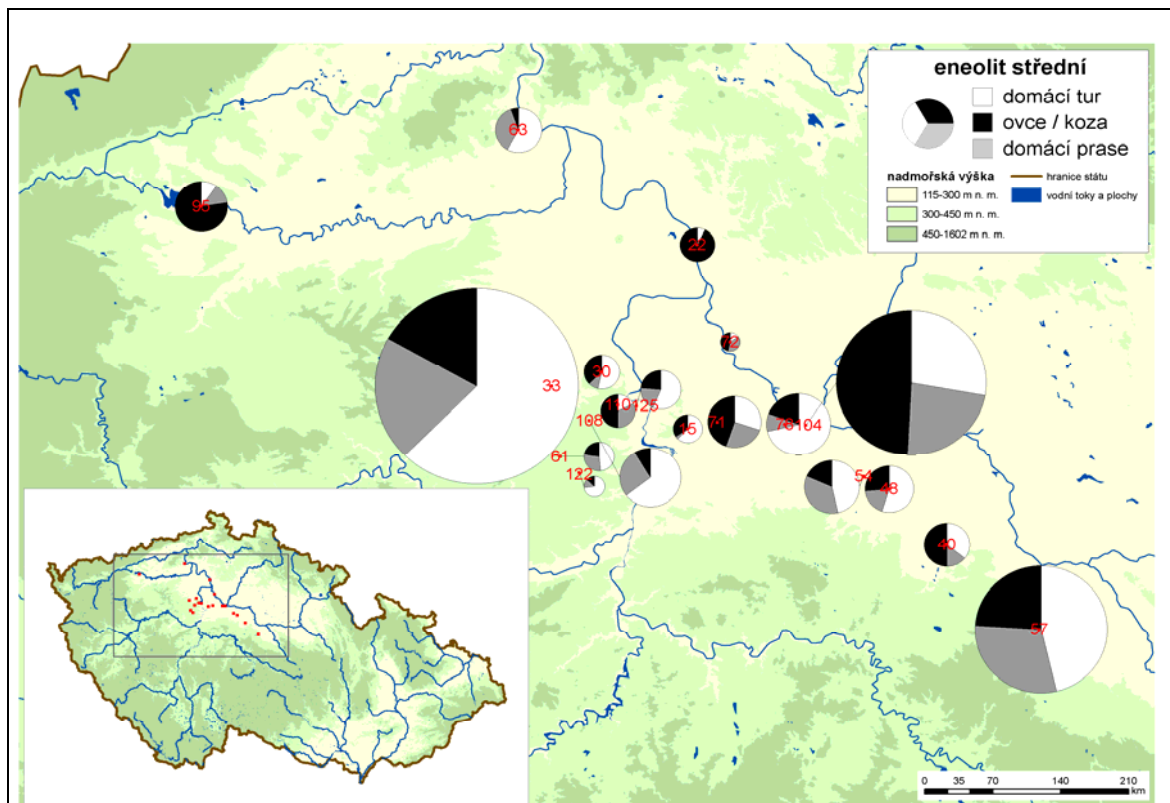 eneolit střední
domácí tur
ovce / koza
domácí prase
nadmořská výška
115-300 m n. m.
300-450 m n. m.
450-1602 m n. m.
hranice státu
vodní toky a plochy
63
95
22
72
33
30
110
125
108
15
71
78
104
61
122
54
48
40
57
0 35 70 140 210
km